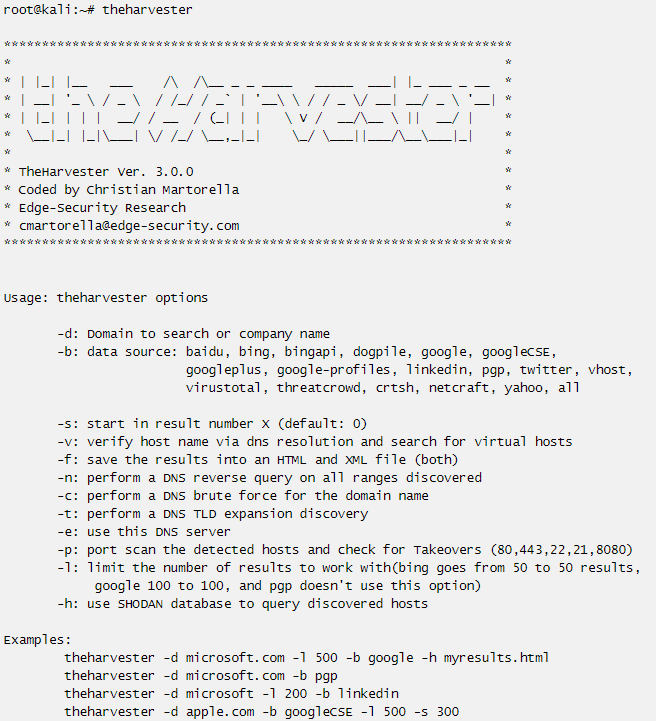 root@kali:~# theharvester
*******************************************************************
*                                                                 *
* | |_| |__   ___    /\  /\__ _ _ ____   _____  ___| |_ ___ _ __  *
* | __| '_ \ / _ \  / /_/ / _` | '__\ \ / / _ \/ __| __/ _ \ '__| *
* | |_| | | |  __/ / __  / (_| | |   \ V /  __/\__ \ ||  __/ |    *
*  \__|_| |_|\___| \/ /_/ \__,_|_|    \_/ \___||___/\__\___|_|    *
*                                                                 *
* TheHarvester Ver. 3.0.0                                         *
* Coded by Christian Martorella                                   *
* Edge-Security Research                                          *
* cmartorella@edge-security.com                                   *
*******************************************************************
Usage: theharvester options
-d: Domain to search or company name
-b: data source: baidu, bing, bingapi, dogpile, google, googleCSE,
googleplus, google-profiles, linkedin, pgp, twitter, vhost,
virustotal, threatcrowd, crtsh, netcraft, yahoo, all
-s: start in result number X (default: 0)
-v: verify host name via dns resolution and search for virtual hosts
-f: save the results into an HTML and XML file (both)
-n: perform a DNS reverse query on all ranges discovered
-c: perform a DNS brute force for the domain name
-t: perform a DNS TLD expansion discovery
-e: use this DNS server
-p: port scan the detected hosts and check for Takeovers (80,443,22,21,8080)
-l: limit the number of results to work with(bing goes from 50 to 50 results,
google 100 to 100, and pgp doesn't use this option)
-h: use SHODAN database to query discovered hosts
Examples:
theharvester -d microsoft.com -l 500 -b google -h myresults.html
theharvester -d microsoft.com -b pgp
theharvester -d microsoft -l 200 -b linkedin
theharvester -d apple.com -b googleCSE -l 500 -s 300